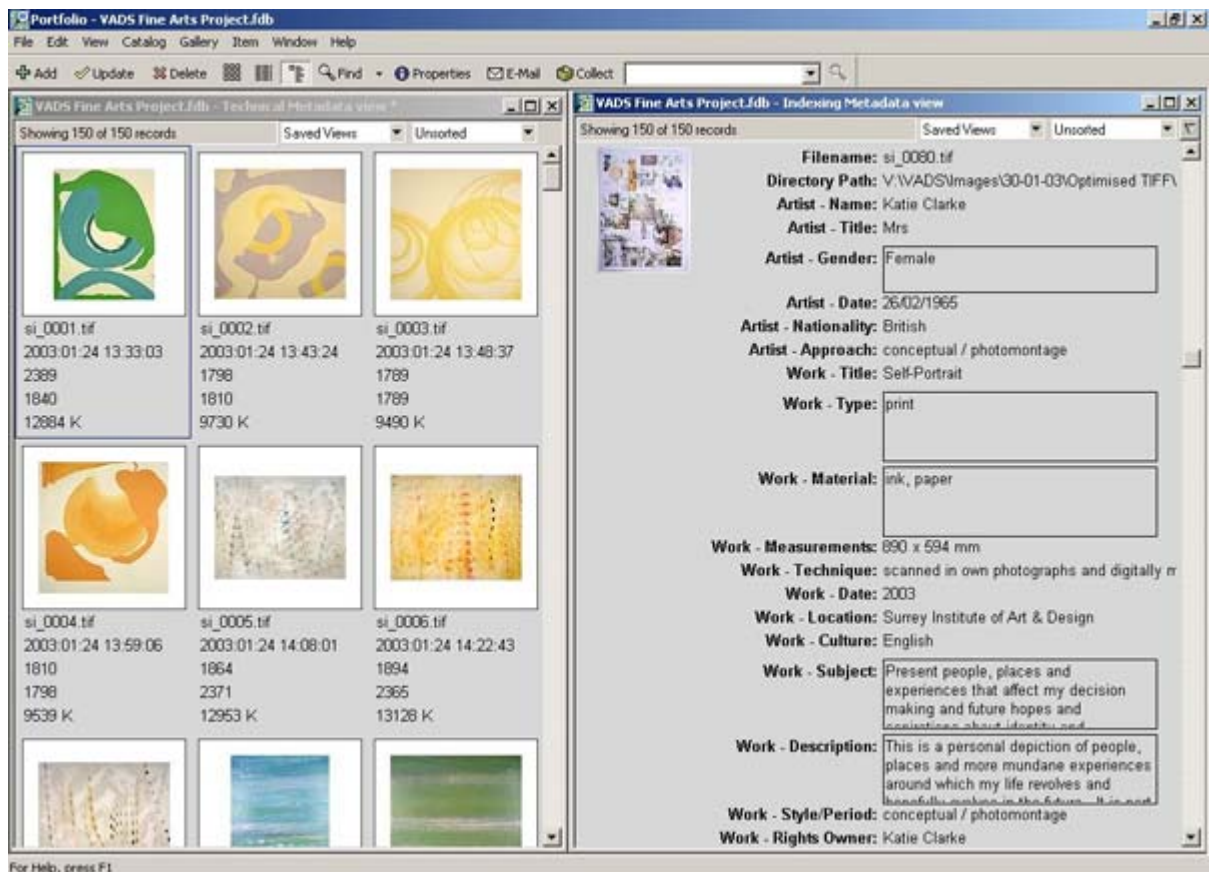 Portfolio - VADS Fine Arts Project.fdb
File Edit View Catalog Gallery Item Window Help
Add Update Delete Find Properties E-Mail Collect
VADS Fine Arts Project.fdb - Technical Metadata view *
Showing 150 of 150 records Saved Views Unsorted
si_0001.tif si_0002.tif si_0003.tif
2003:01:24 13:33:03 2003:01:24 13:43:24 2003:01:24 13:48:37
2389 1798 1789
1840 1810 1789
12884 K 9730 K 9490 K
si_0004.tif si_0005.tif si_0006.tif
2003:01:24 13:59:06 2003:01:24 14:08:01 2003:01:24 14:22:43
1810 1864 1894
1798 2371 2365
9539 K 12953 K 13128 K
VADS Fine Arts Project.fdb - Indexing Metadata view
Showing 150 of 150 records Saved Views Unsorted
Filename: si_0080.tif
Directory Path: V:\VADS\Images\30-01-03\Optimised TIFF\
Artist - Name: Katie Clarke
Artist - Title: Mrs
Artist - Gender: Female
Artist - Date: 26/02/1965
Artist - Nationality: British
Artist - Approach: conceptual / photomontage
Work - Title: Self-Portrait
Work - Type: print
Work - Material: ink, paper
Work - Measurements: 890 x 594 mm
Work - Technique: scanned in own photographs and digitally m
Work - Date: 2003
Work - Location: Surrey Institute of Art & Design
Work - Culture: English
Work - Subject: Present people, places and
experiences that affect my decision
making and future hopes and
Work - Description: This is a personal depiction of people,
places and more mundane experiences
around which my life revolves and
Work - Style/Period: conceptual / photomontage
Work - Rights Owner: Katie Clarke
For Help, press F1